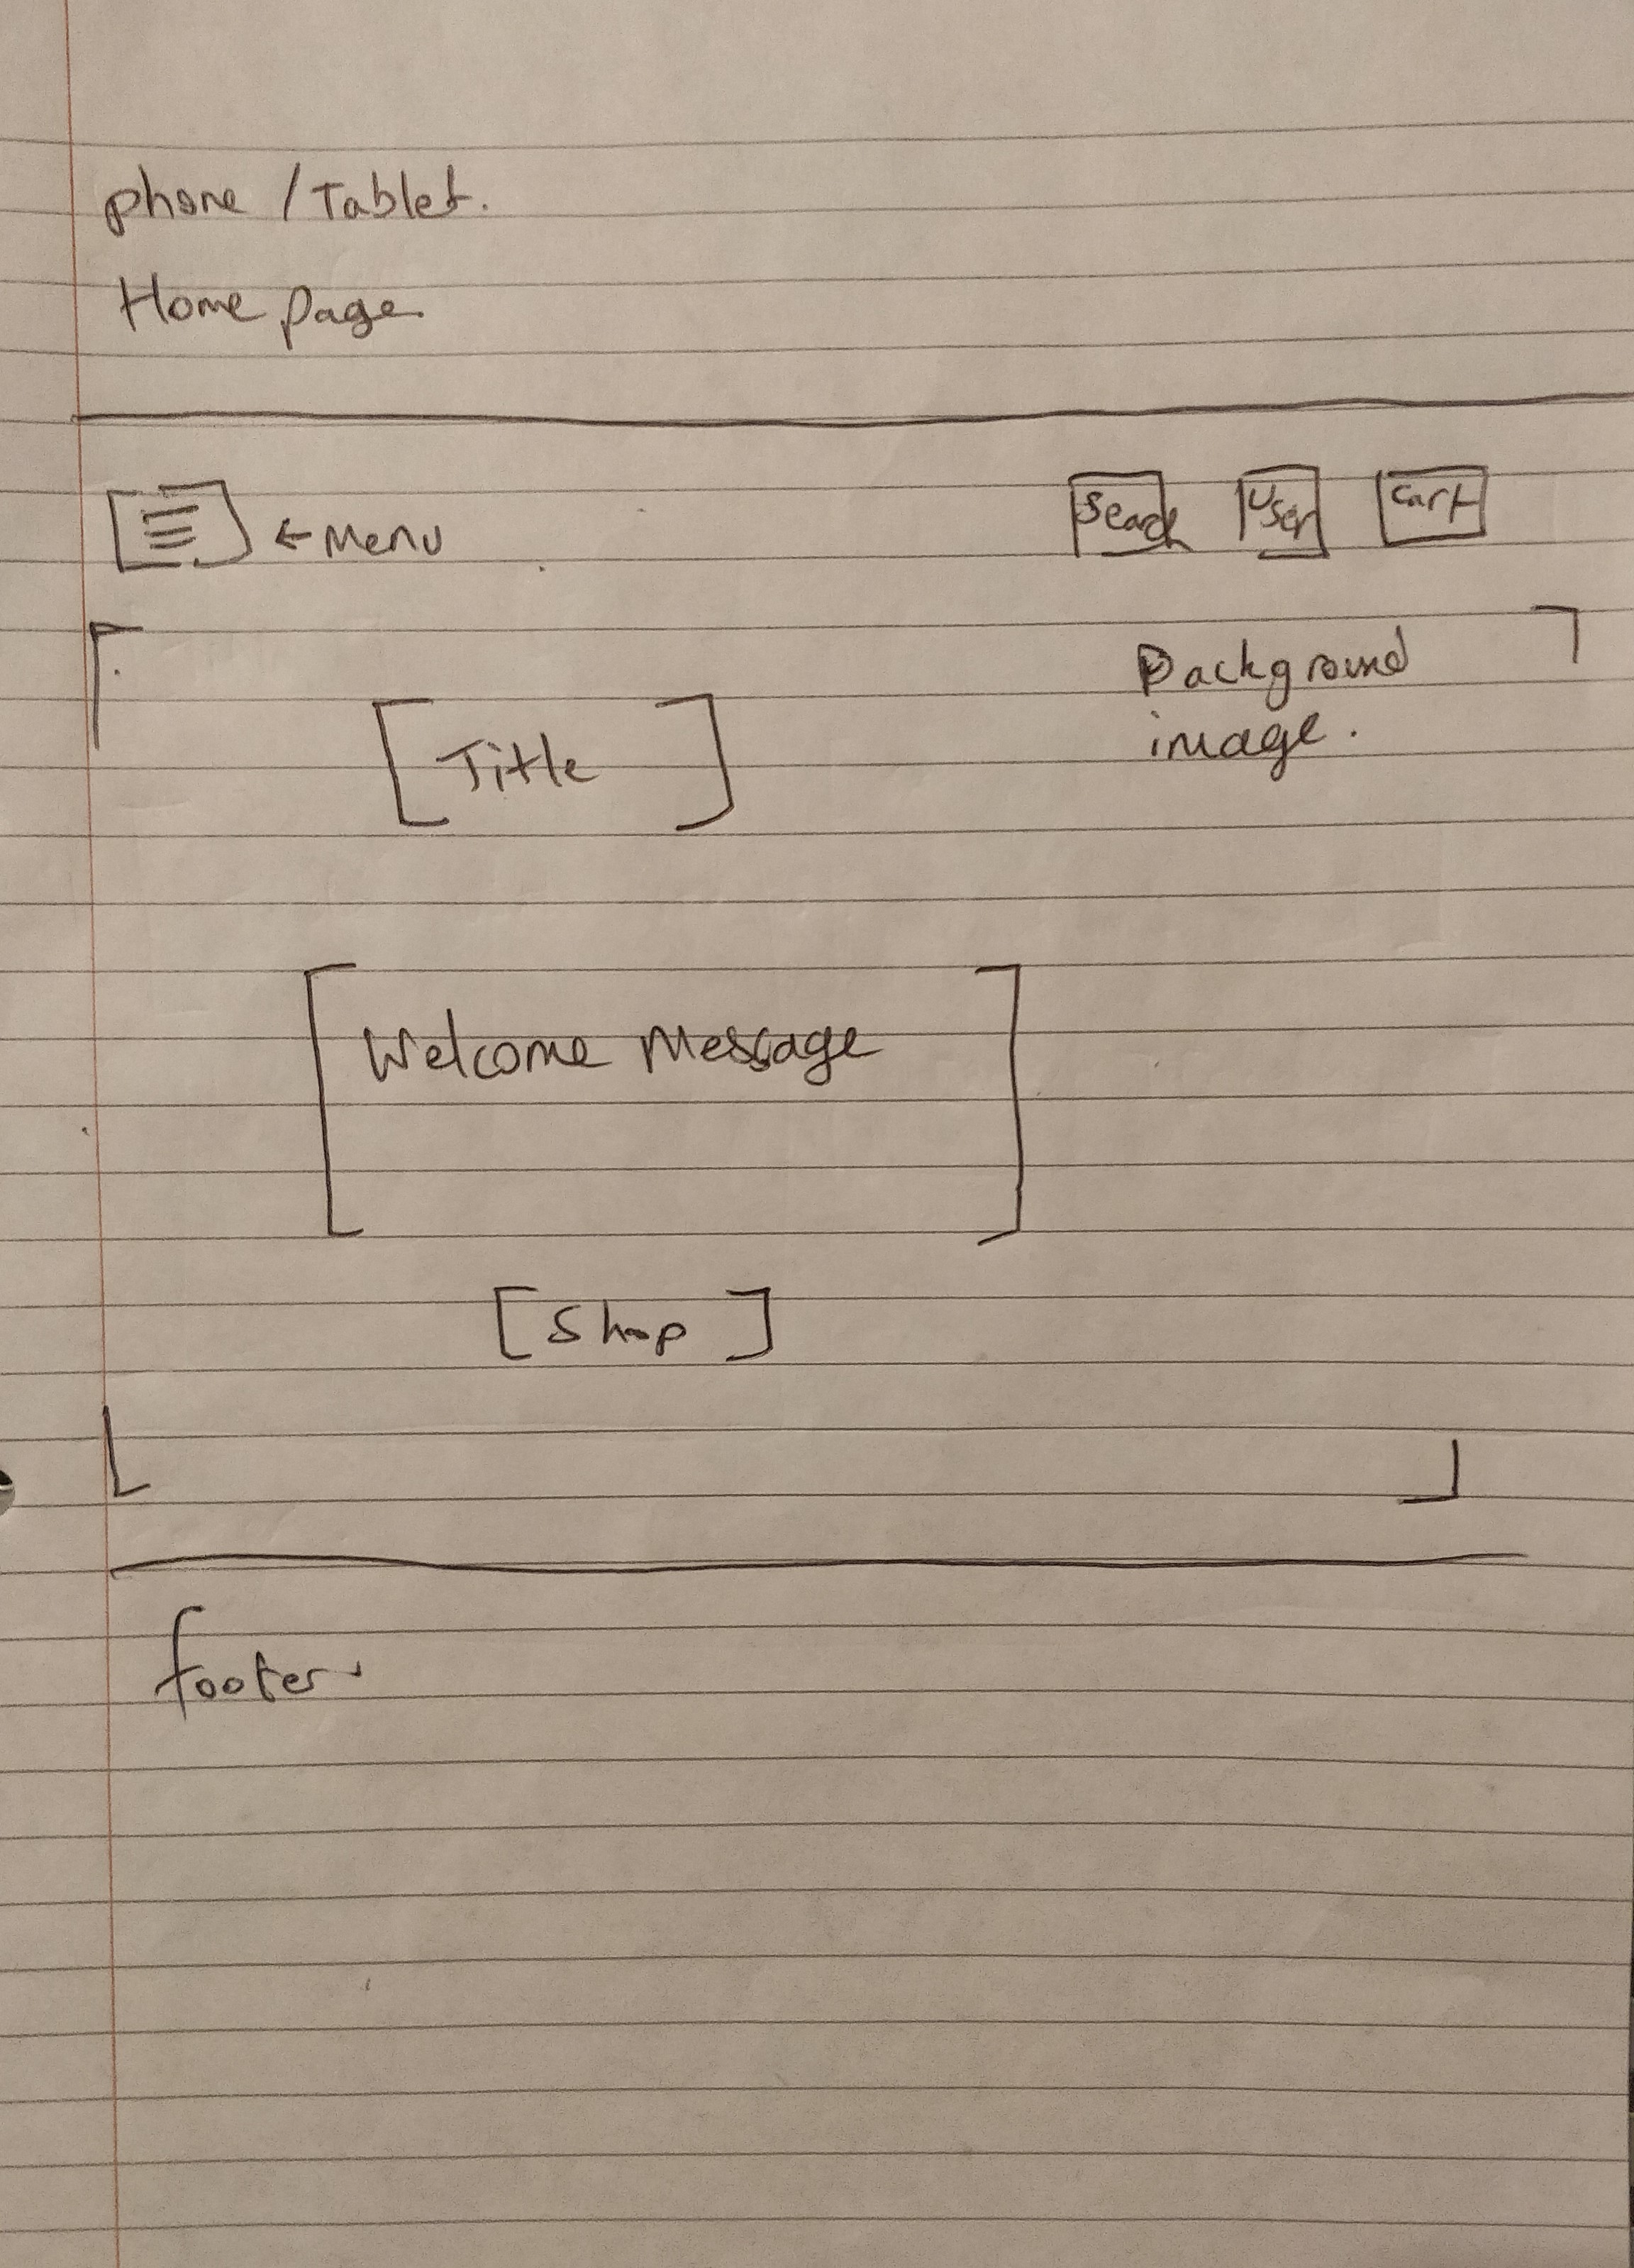 phone / Tablet.
Home page
← Menu
Search User Cart
Background
image.
Title
Welcome Message
Shop
footer.